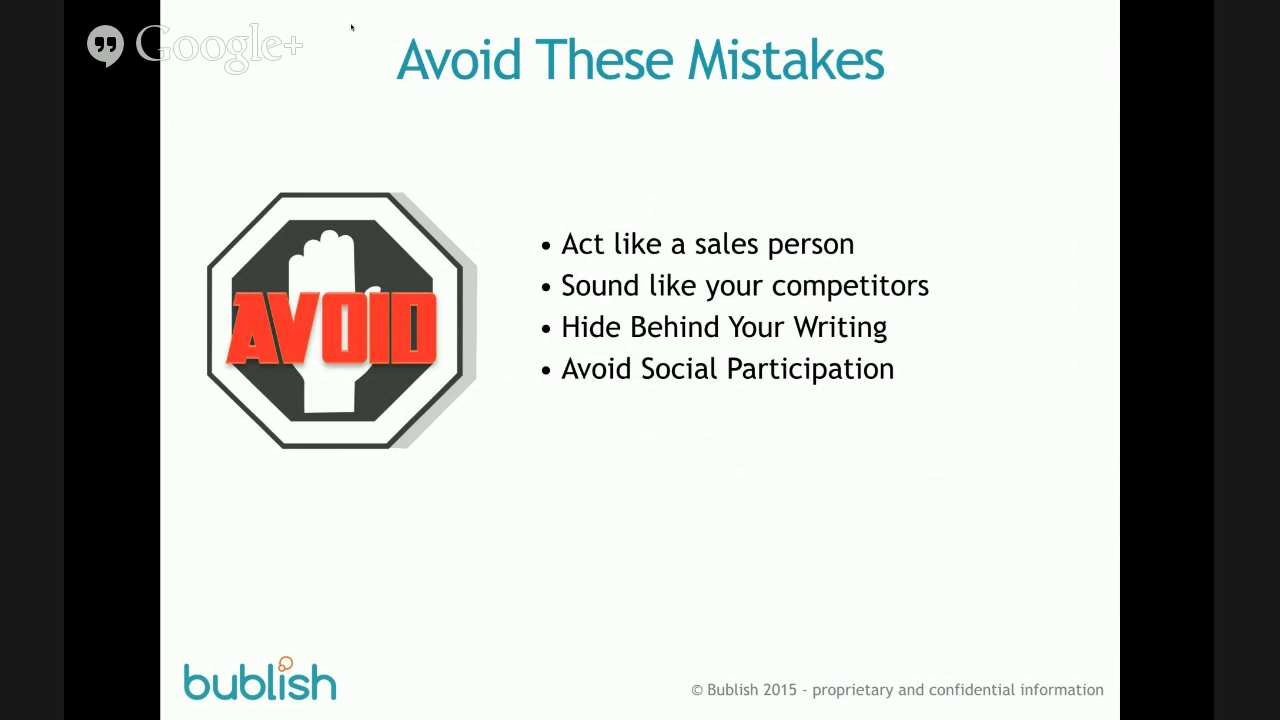 Google+
Avoid These Mistakes
AVOID
• Act like a sales person
• Sound like your competitors
• Hide Behind Your Writing
• Avoid Social Participation
bublish
© Bublish 2015 - proprietary and confidential information